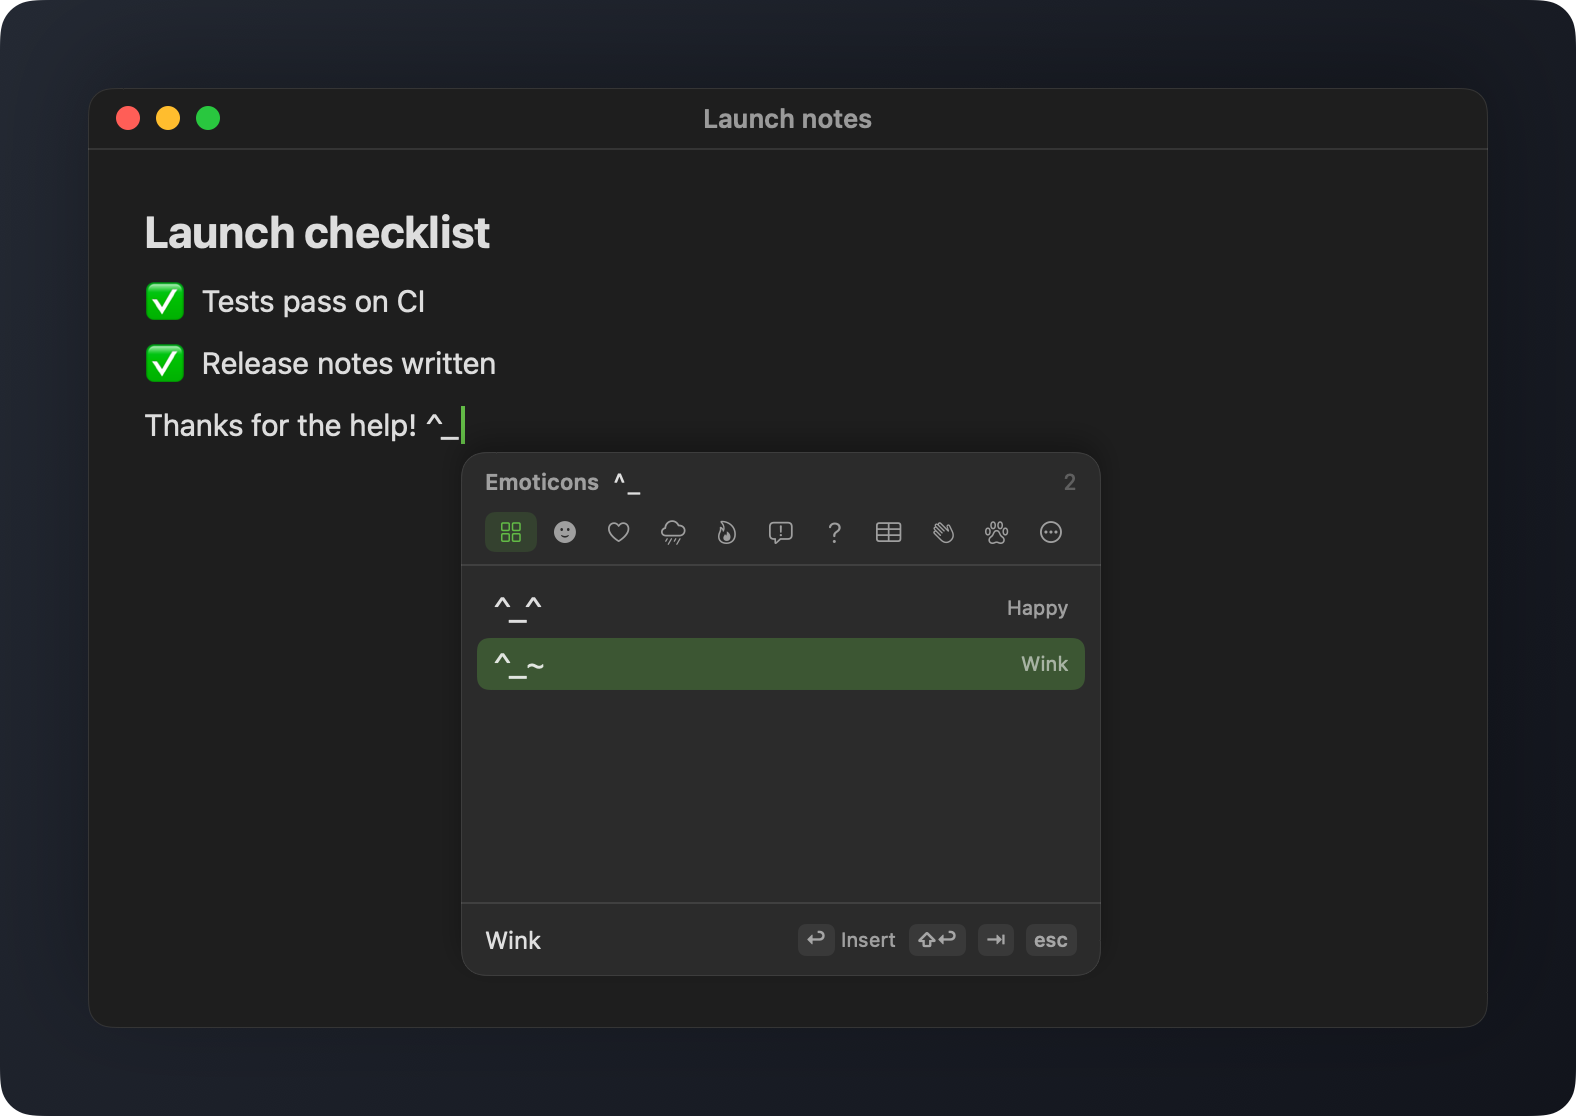 Launch notes
Launch checklist
✅ Tests pass on CI
✅ Release notes written
Thanks for the help! ^_
Emoticons ^_ 2
^_^ Happy
^_~ Wink
Wink ↩ Insert ⇧↩ ⇥ esc